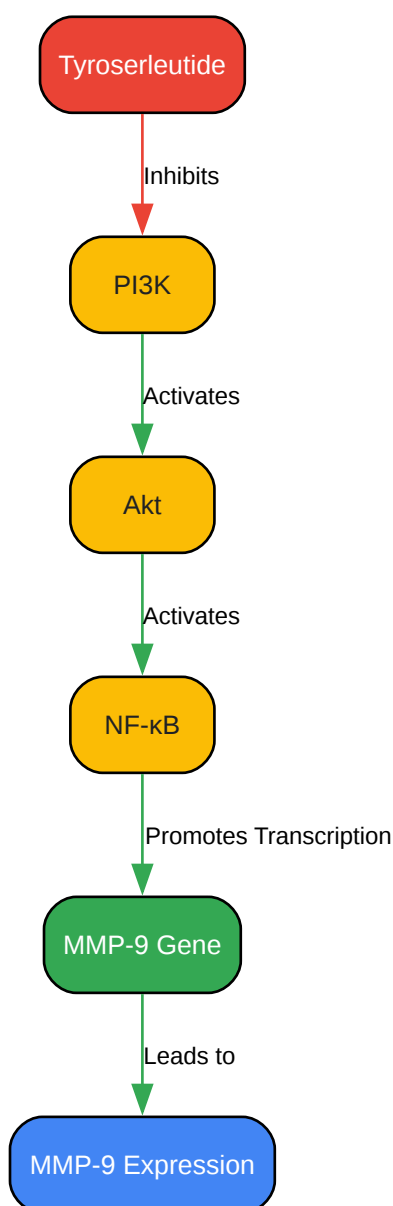 Tyroserleutide
Inhibits
PI3K
Activates
Akt
Activates
NF-κB
Promotes Transcription
MMP-9 Gene
Leads to
MMP-9 Expression